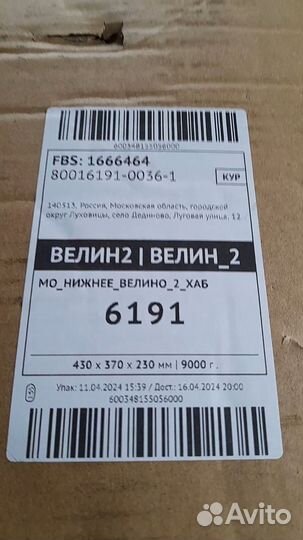 600348155056000
FBS: 1666464
80016191-0036-1
КУР
140513, Россия, Московская область, городской
округ Луховицы, село Дединово, Луговая улица, 12
ВЕЛИН2 | ВЕЛИН_2
МО_НИЖНЕЕ_ВЕЛИНО_2_ХАБ
6191
430 x 370 x 230 мм | 9000 г.
Упак: 11.04.2024 15:39 / Дост: 16.04.2024 20:00
600348155056000
Avito